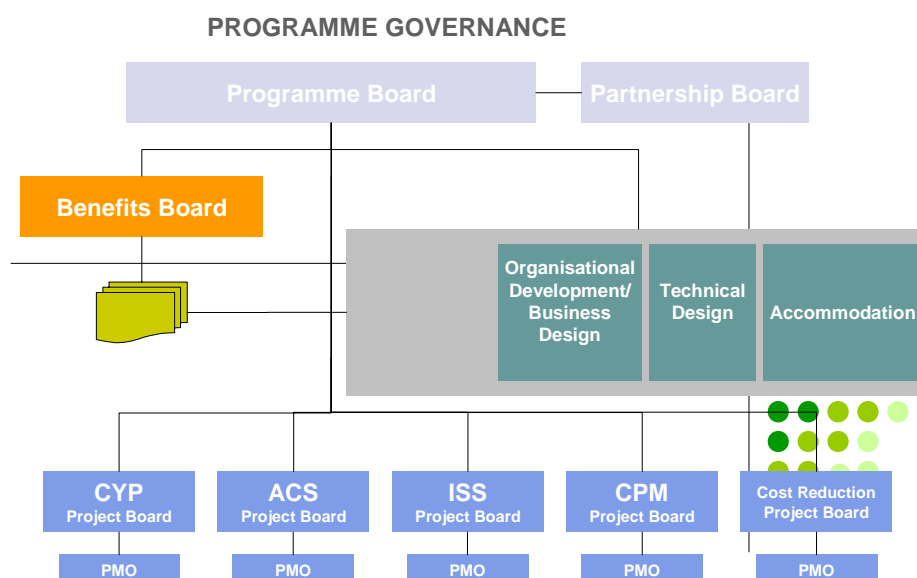 PROGRAMME GOVERNANCE
Programme Board
Partnership Board
Benefits Board
Organisational
Development/
Business
Design
Technical
Design
Accommodation
CYP
Project Board
ACS
Project Board
ISS
Project Board
CPM
Project Board
Cost Reduction
Project Board
PMO
PMO
PMO
PMO
PMO